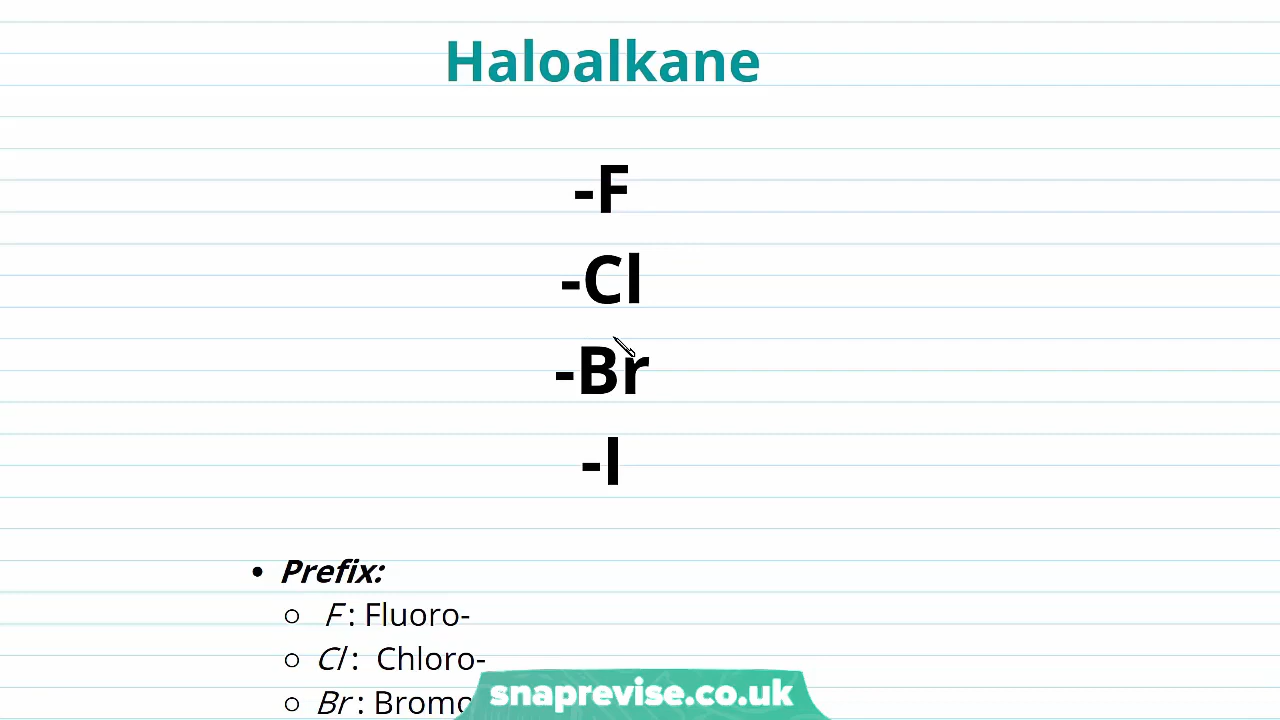 Haloalkane
-F
-Cl
-Br
-I
• Prefix:
○ F : Fluoro-
○ Cl : Chloro-
○ Br : Bromo
snaprevise.co.uk